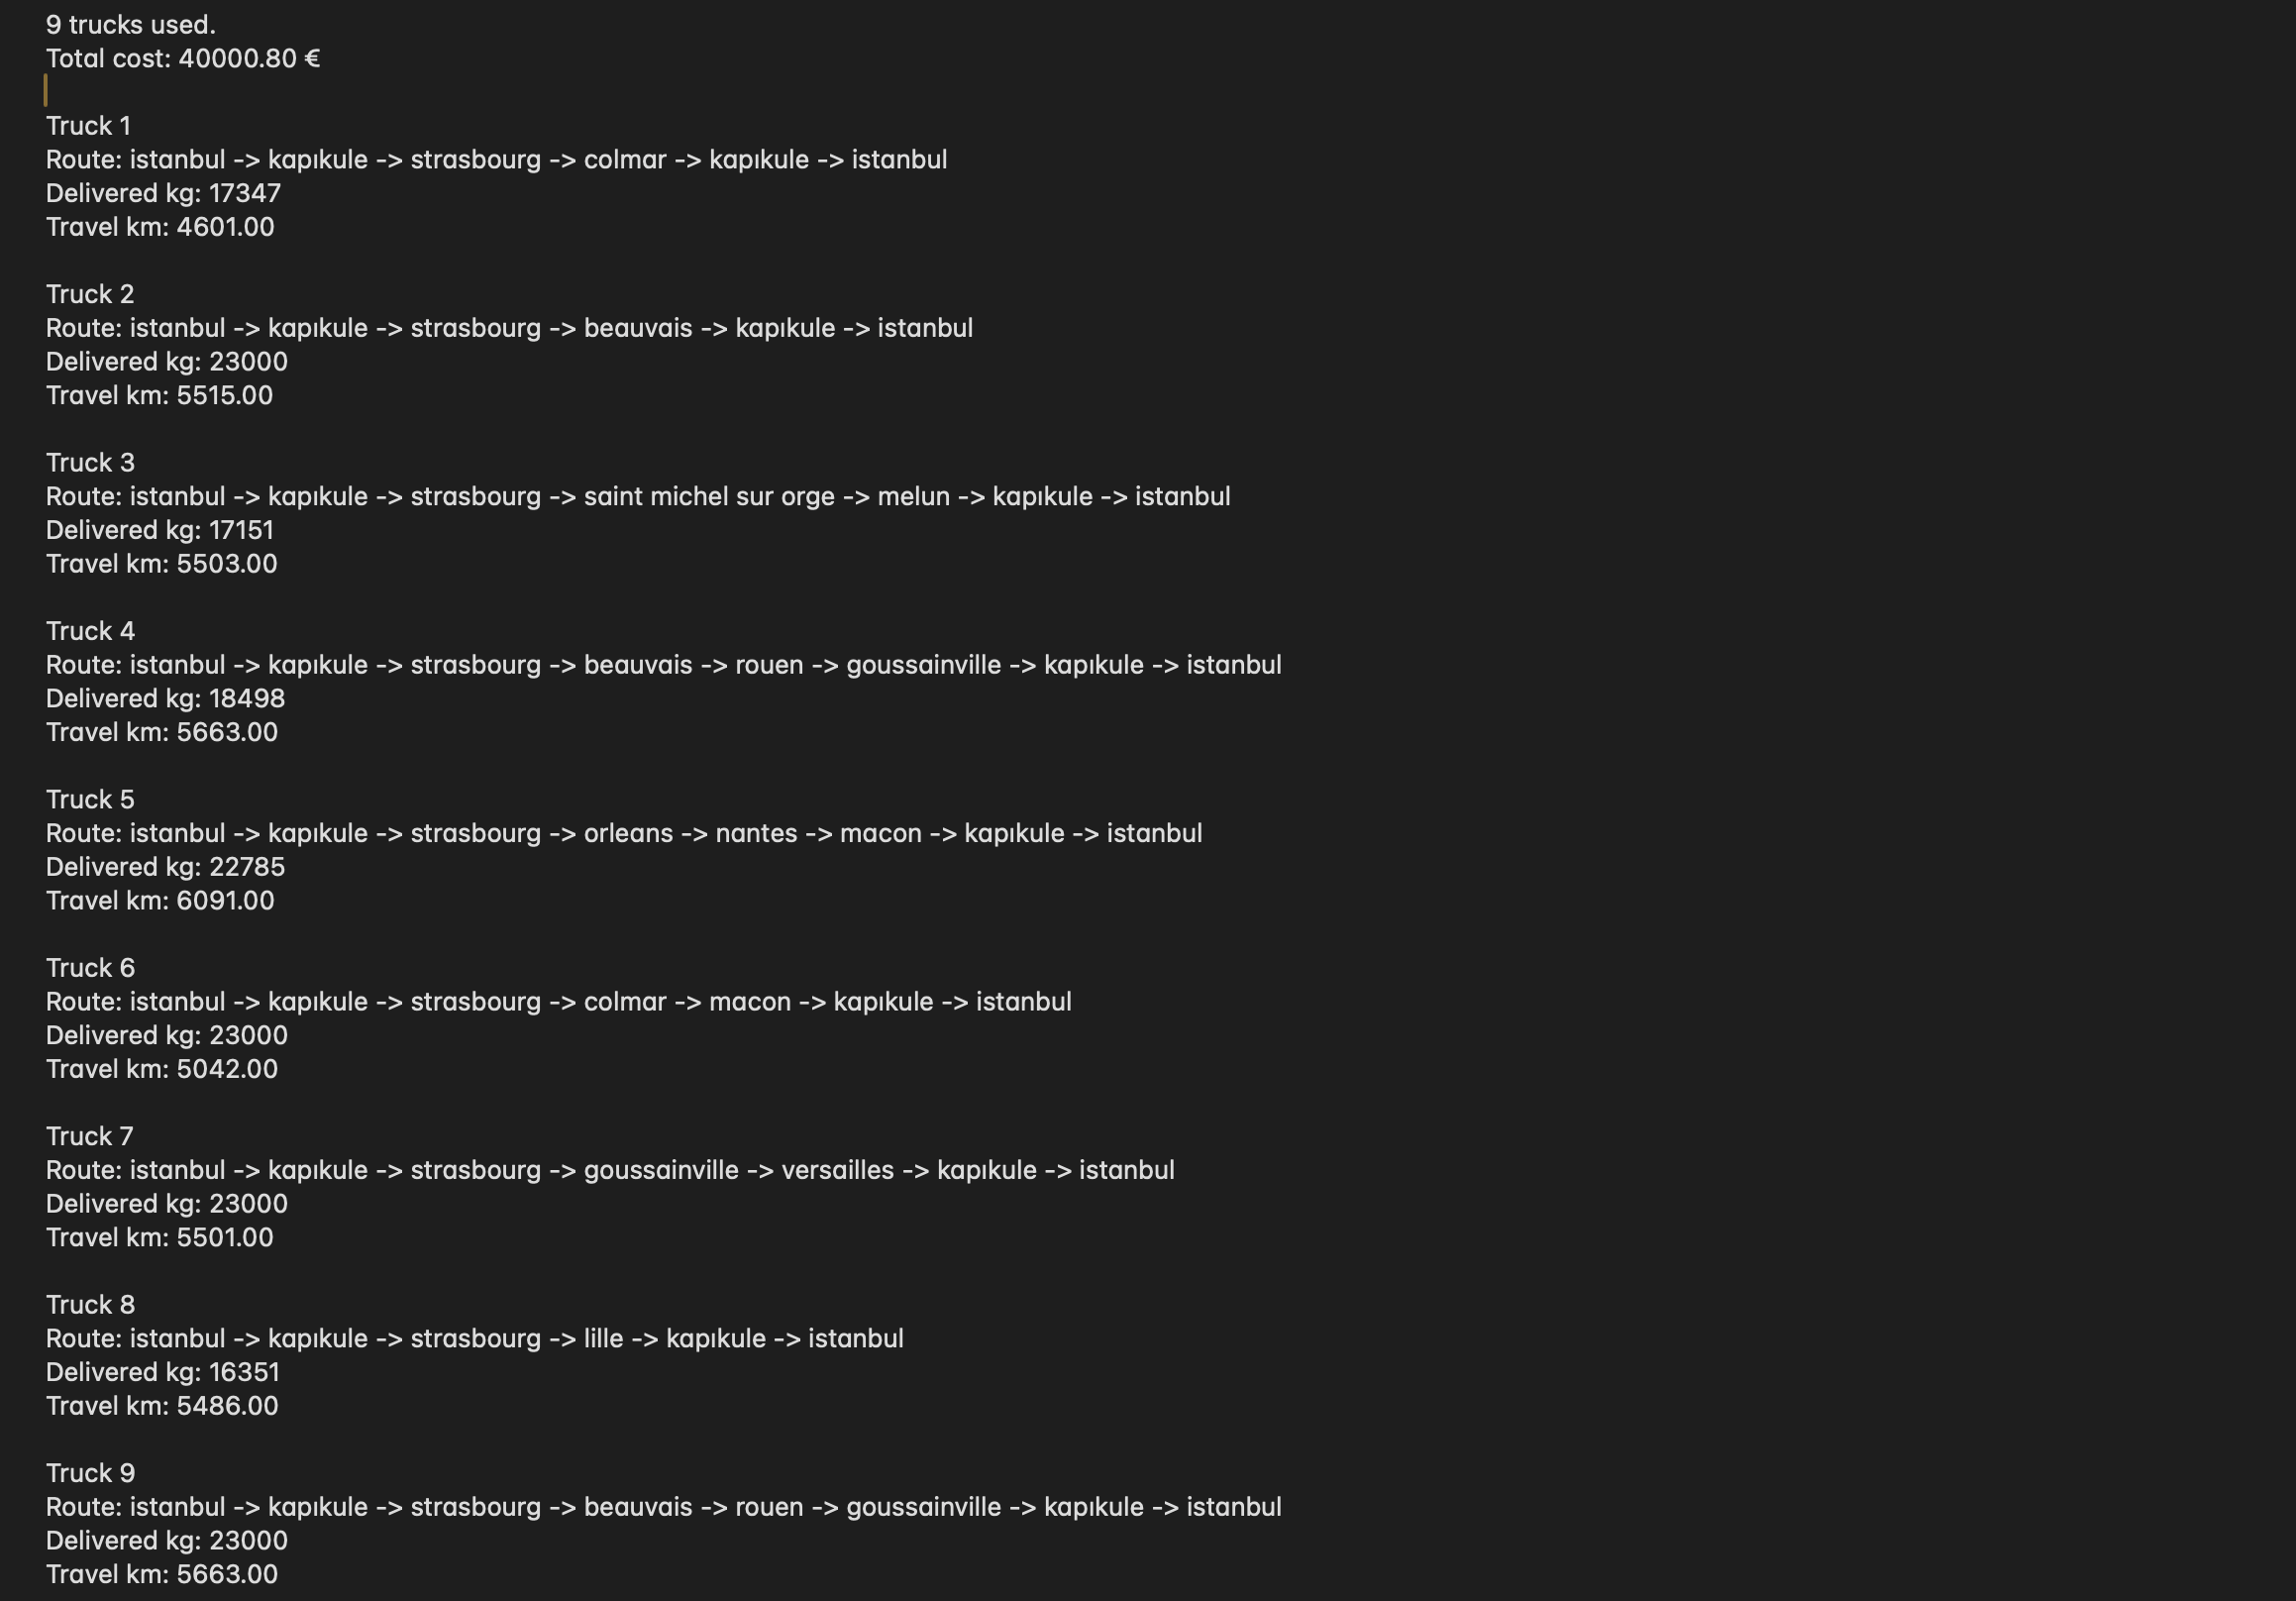 9 trucks used.
Total cost: 40000.80 €
Truck 1
Route: istanbul -> kapıkule -> strasbourg -> colmar -> kapıkule -> istanbul
Delivered kg: 17347
Travel km: 4601.00
Truck 2
Route: istanbul -> kapıkule -> strasbourg -> beauvais -> kapıkule -> istanbul
Delivered kg: 23000
Travel km: 5515.00
Truck 3
Route: istanbul -> kapıkule -> strasbourg -> saint michel sur orge -> melun -> kapıkule -> istanbul
Delivered kg: 17151
Travel km: 5503.00
Truck 4
Route: istanbul -> kapıkule -> strasbourg -> beauvais -> rouen -> goussainville -> kapıkule -> istanbul
Delivered kg: 18498
Travel km: 5663.00
Truck 5
Route: istanbul -> kapıkule -> strasbourg -> orleans -> nantes -> macon -> kapıkule -> istanbul
Delivered kg: 22785
Travel km: 6091.00
Truck 6
Route: istanbul -> kapıkule -> strasbourg -> colmar -> macon -> kapıkule -> istanbul
Delivered kg: 23000
Travel km: 5042.00
Truck 7
Route: istanbul -> kapıkule -> strasbourg -> goussainville -> versailles -> kapıkule -> istanbul
Delivered kg: 23000
Travel km: 5501.00
Truck 8
Route: istanbul -> kapıkule -> strasbourg -> lille -> kapıkule -> istanbul
Delivered kg: 16351
Travel km: 5486.00
Truck 9
Route: istanbul -> kapıkule -> strasbourg -> beauvais -> rouen -> goussainville -> kapıkule -> istanbul
Delivered kg: 23000
Travel km: 5663.00